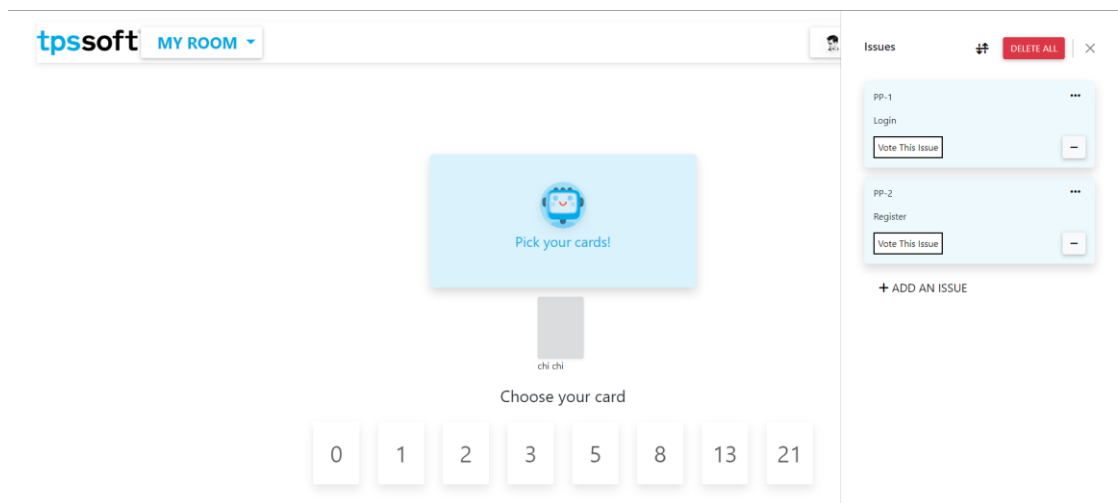 tpssoft
MY ROOM
Issues
DELETE ALL
PP-1
Login
Vote This Issue
PP-2
Register
Vote This Issue
+ ADD AN ISSUE
Pick your cards!
chi chi
Choose your card
0 1 2 3 5 8 13 21